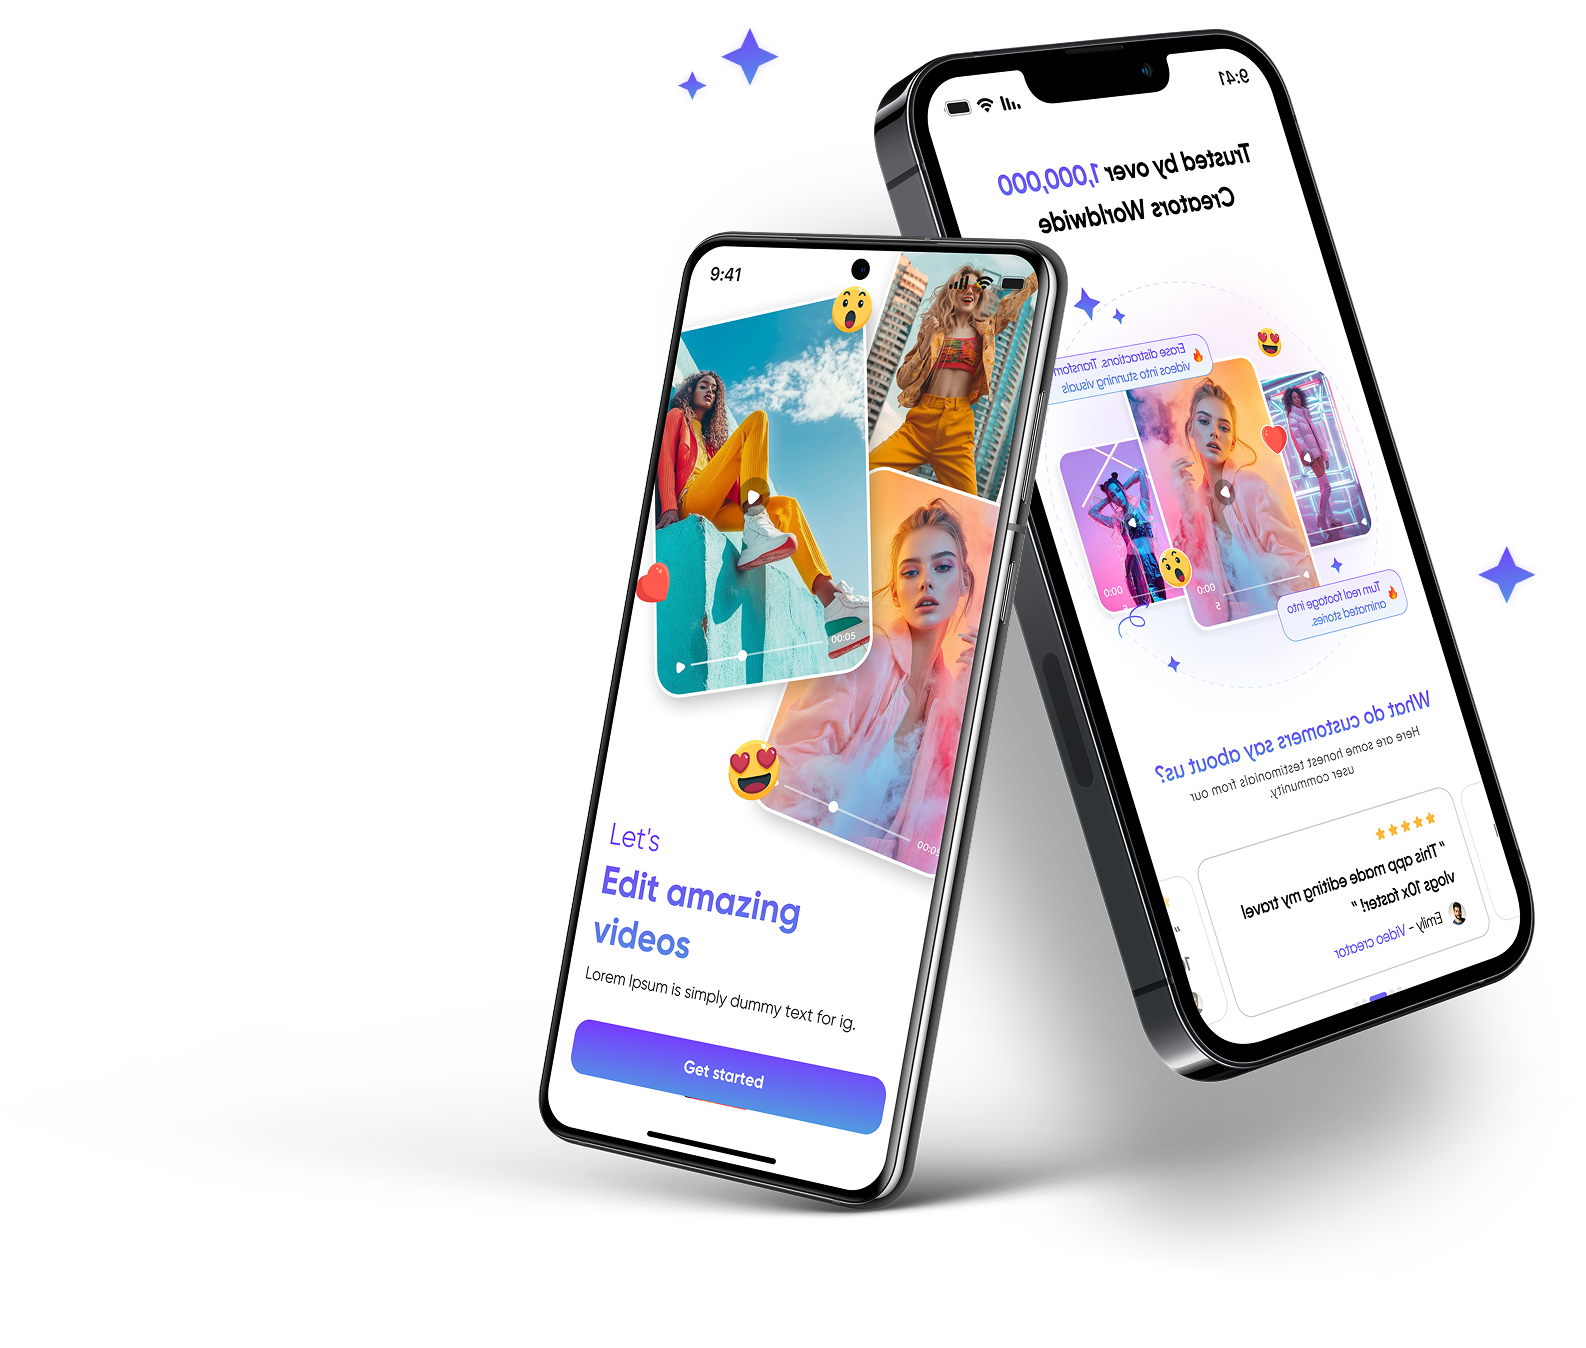 9:41
00:05
00:0
Let's
Edit amazing
videos
Lorem Ipsum is simply dummy text for ig.
Get started
9:41
Trusted by over 1,000,000
Creators Worldwide
Erase distractions. Transform
videos into stunning visuals
00:0
5
00:0
5
Turn real footage into
animated stories.
What do customers say about us?
Here are some honest testimonials from our
user community.
" This app made editing my travel
vlogs 10x faster! "
Emily - Video creator
"